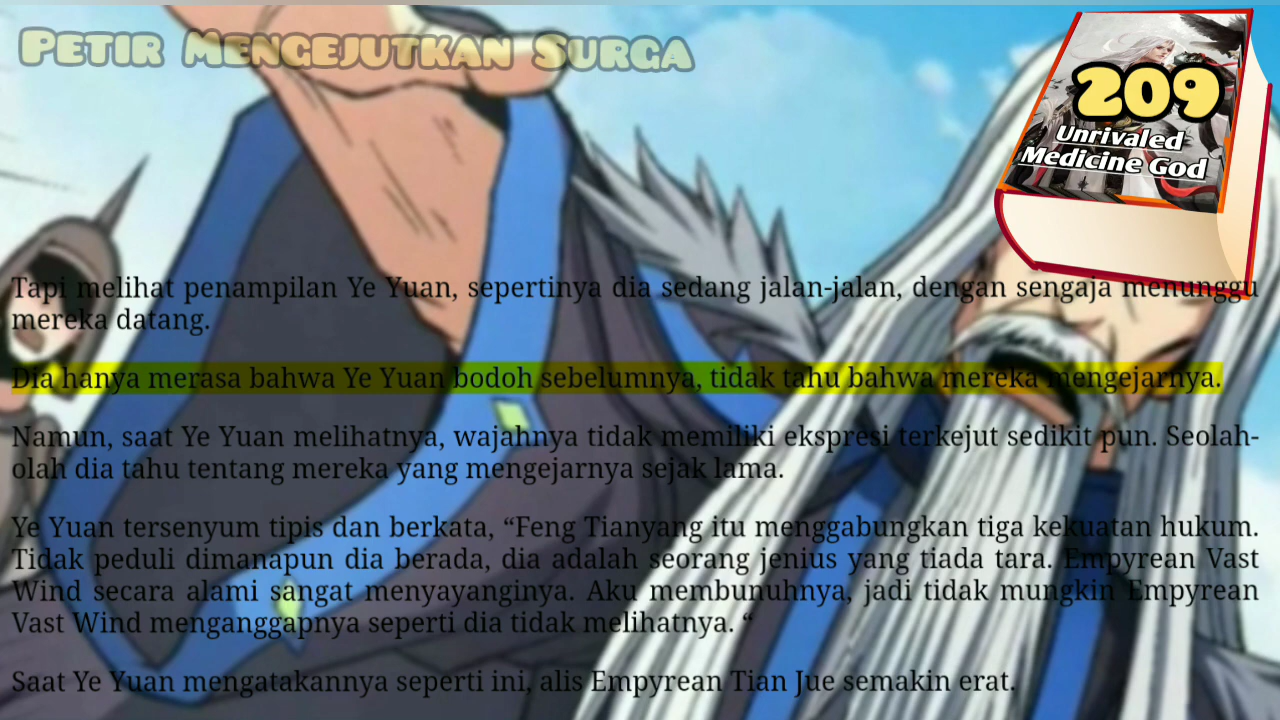 Petir Mengejutkan Surga
209
Unrivaled
Medicine God
Tapi melihat penampilan Ye Yuan, sepertinya dia sedang jalan-jalan, dengan sengaja menunggu
mereka datang.
Dia hanya merasa bahwa Ye Yuan bodoh sebelumnya, tidak tahu bahwa mereka mengejarnya.
Namun, saat Ye Yuan melihatnya, wajahnya tidak memiliki ekspresi terkejut sedikit pun. Seolah-
olah dia tahu tentang mereka yang mengejarnya sejak lama.
Ye Yuan tersenyum tipis dan berkata, “Feng Tianyang itu menggabungkan tiga kekuatan hukum.
Tidak peduli dimanapun dia berada, dia adalah seorang jenius yang tiada tara. Empyrean Vast
Wind secara alami sangat menyayanginya. Aku membunuhnya, jadi tidak mungkin Empyrean
Vast Wind menganggapnya seperti dia tidak melihatnya. “
Saat Ye Yuan mengatakannya seperti ini, alis Empyrean Tian Jue semakin erat.